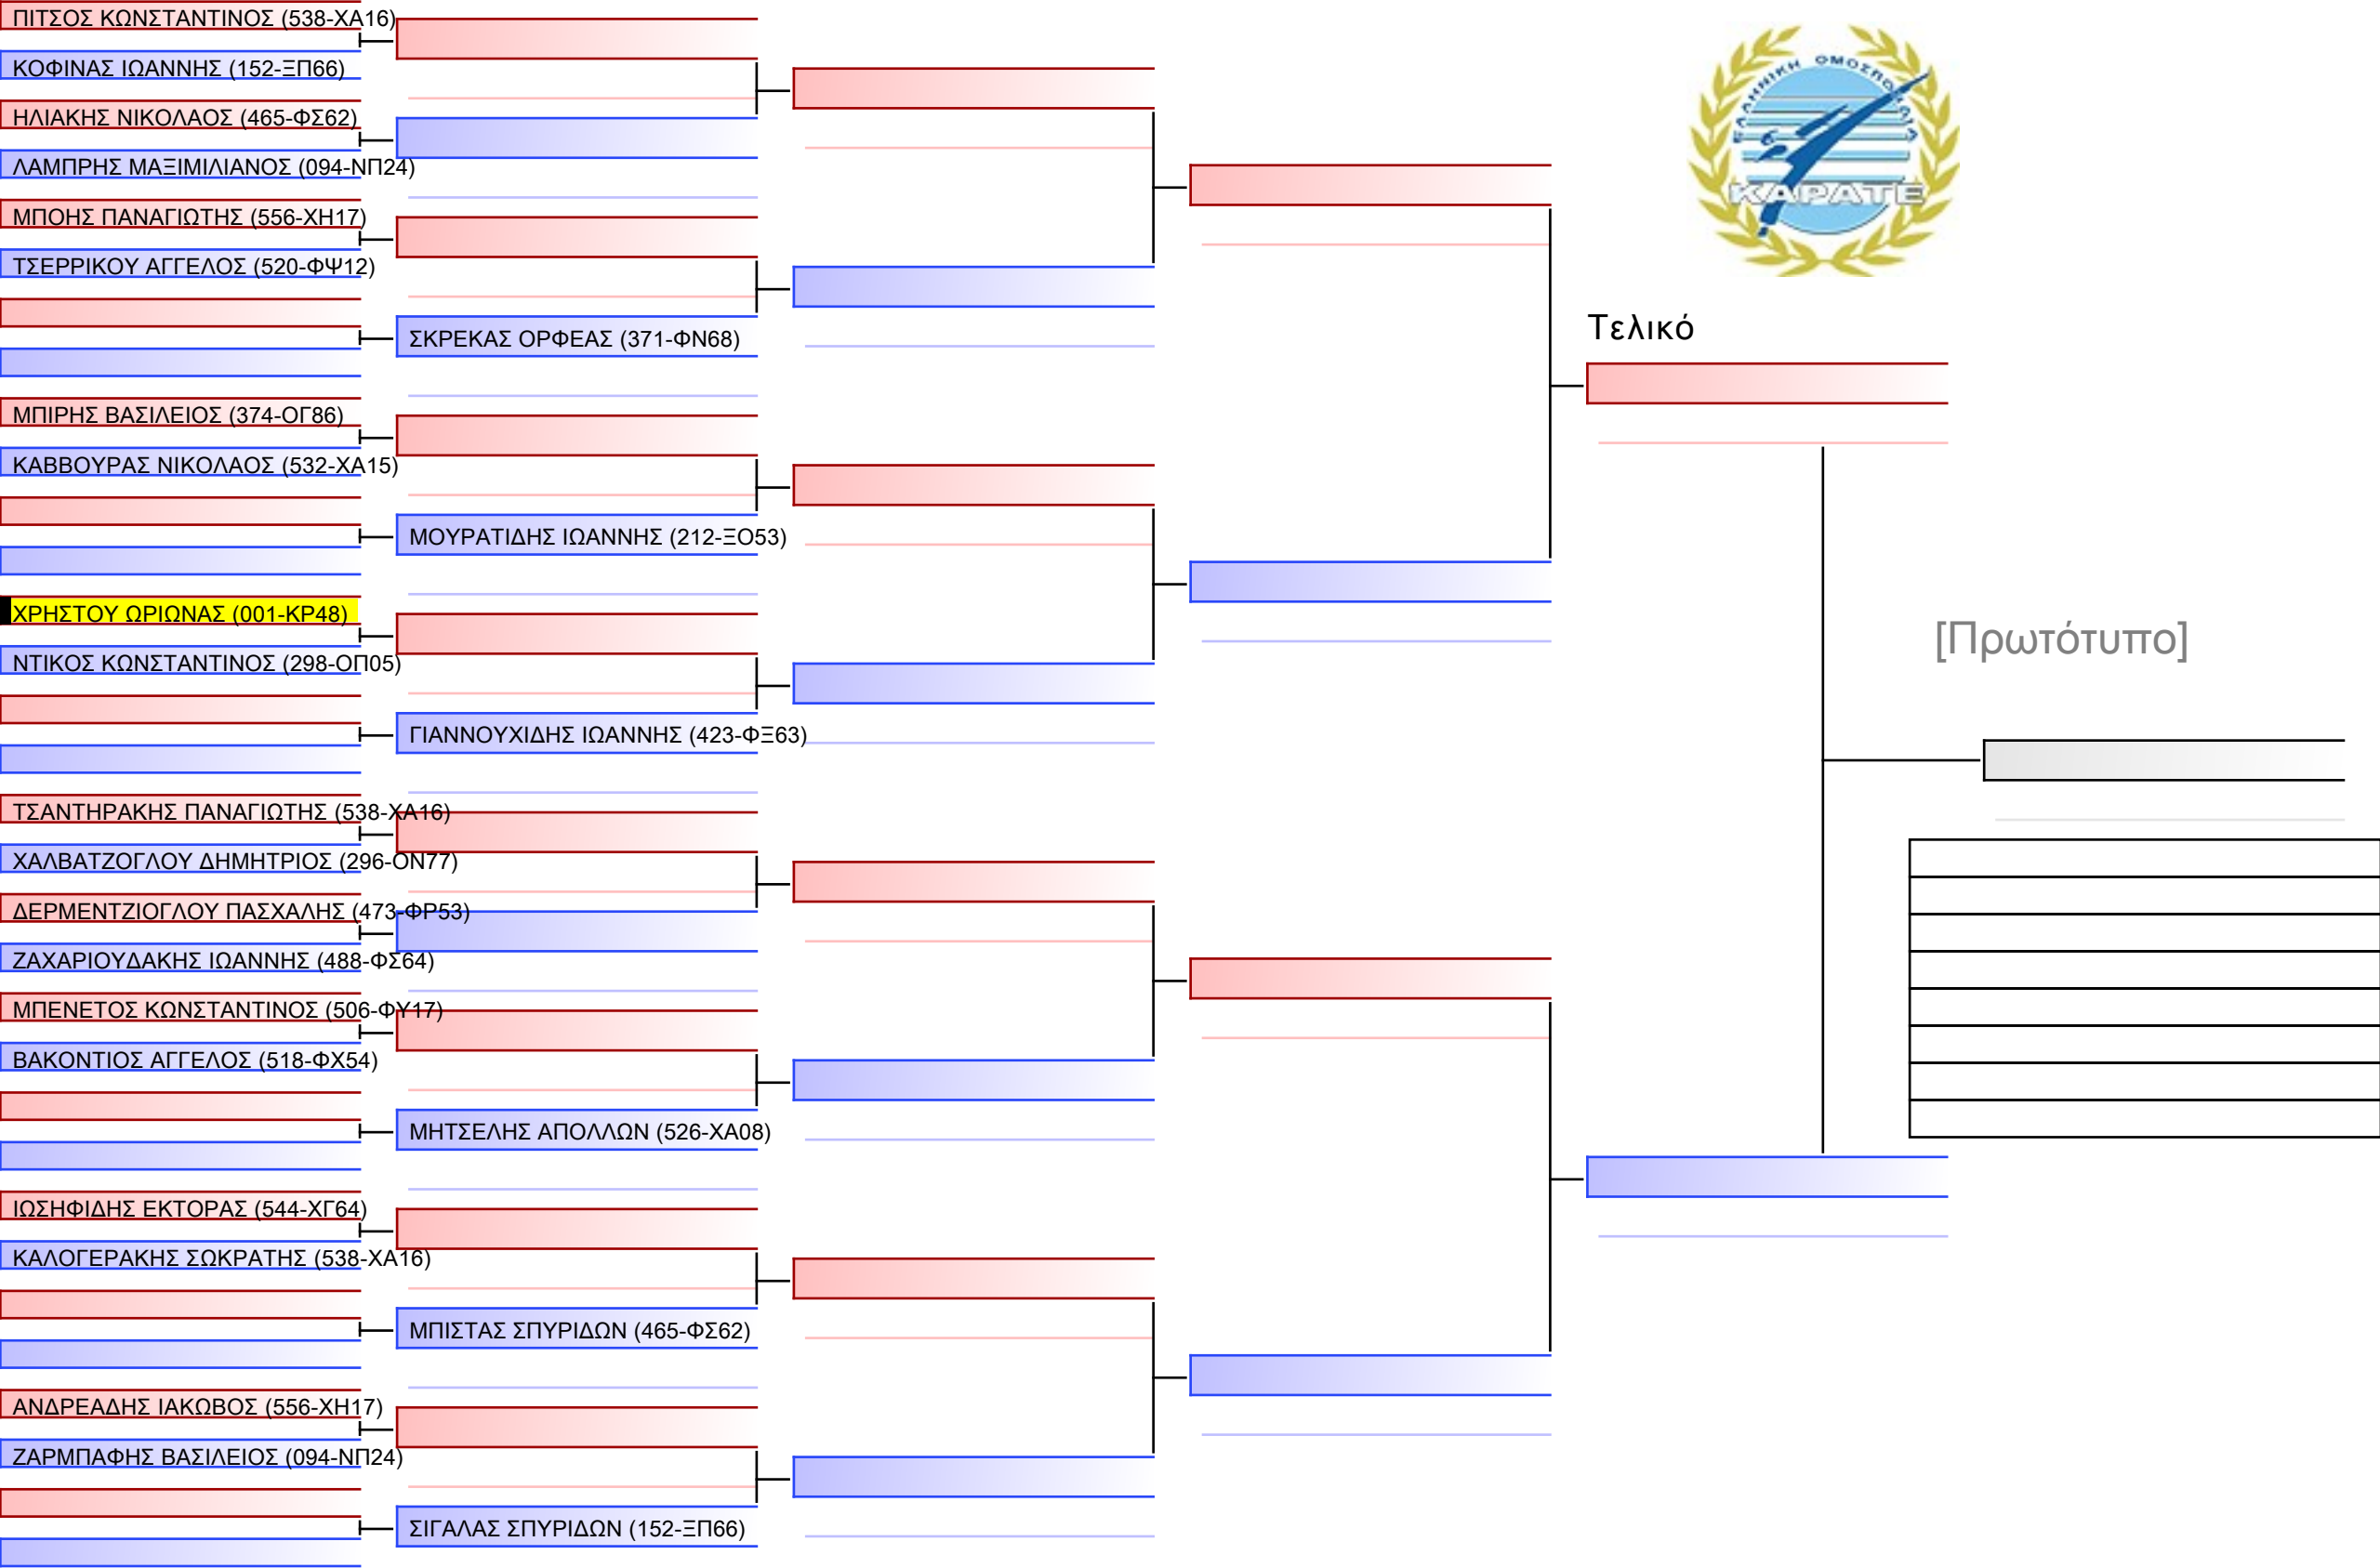 ΠΙΤΣΟΣ ΚΩΝΣΤΑΝΤΙΝΟΣ (538-ΧΑ16)
ΚΟΦΙΝΑΣ ΙΩΑΝΝΗΣ (152-ΞΠ66)
ΗΛΙΑΚΗΣ ΝΙΚΟΛΑΟΣ (465-ΦΣ62)
ΛΑΜΠΡΗΣ ΜΑΞΙΜΙΛΙΑΝΟΣ (094-ΝΠ24)
ΜΠΟΗΣ ΠΑΝΑΓΙΩΤΗΣ (556-ΧΗ17)
ΤΣΕΡΡΙΚΟΥ ΑΓΓΕΛΟΣ (520-ΦΨ12)
ΣΚΡΕΚΑΣ ΟΡΦΕΑΣ (371-ΦΝ68)
ΜΠΙΡΗΣ ΒΑΣΙΛΕΙΟΣ (374-ΟΓ86)
ΚΑΒΒΟΥΡΑΣ ΝΙΚΟΛΑΟΣ (532-ΧΑ15)
ΜΟΥΡΑΤΙΔΗΣ ΙΩΑΝΝΗΣ (212-ΞΟ53)
ΧΡΗΣΤΟΥ ΩΡΙΩΝΑΣ (001-ΚΡ48)
ΝΤΙΚΟΣ ΚΩΝΣΤΑΝΤΙΝΟΣ (298-ΟΠ05)
ΓΙΑΝΝΟΥΧΙΔΗΣ ΙΩΑΝΝΗΣ (423-ΦΞ63)
ΤΣΑΝΤΗΡΑΚΗΣ ΠΑΝΑΓΙΩΤΗΣ (538-ΧΑ16)
ΧΑΛΒΑΤΖΟΓΛΟΥ ΔΗΜΗΤΡΙΟΣ (296-ΟΝ77)
ΔΕΡΜΕΝΤΖΙΟΓΛΟΥ ΠΑΣΧΑΛΗΣ (473-ΦΡ53)
ΖΑΧΑΡΙΟΥΔΑΚΗΣ ΙΩΑΝΝΗΣ (488-ΦΣ64)
ΜΠΕΝΕΤΟΣ ΚΩΝΣΤΑΝΤΙΝΟΣ (506-ΦΥ17)
ΒΑΚΟΝΤΙΟΣ ΑΓΓΕΛΟΣ (518-ΦΧ54)
ΜΗΤΣΕΛΗΣ ΑΠΟΛΛΩΝ (526-ΧΑ08)
ΙΩΣΗΦΙΔΗΣ ΕΚΤΟΡΑΣ (544-ΧΓ64)
ΚΑΛΟΓΕΡΑΚΗΣ ΣΩΚΡΑΤΗΣ (538-ΧΑ16)
ΜΠΙΣΤΑΣ ΣΠΥΡΙΔΩΝ (465-ΦΣ62)
ΑΝΔΡΕΑΔΗΣ ΙΑΚΩΒΟΣ (556-ΧΗ17)
ΖΑΡΜΠΑΦΗΣ ΒΑΣΙΛΕΙΟΣ (094-ΝΠ24)
ΣΙΓΑΛΑΣ ΣΠΥΡΙΔΩΝ (152-ΞΠ66)
ΕΛΛΗΝΙΚΗ ΟΜΟΣΠΟΝΔΙΑ
ΚΑΡΑΤΕ
Τελικό
[Πρωτότυπο]